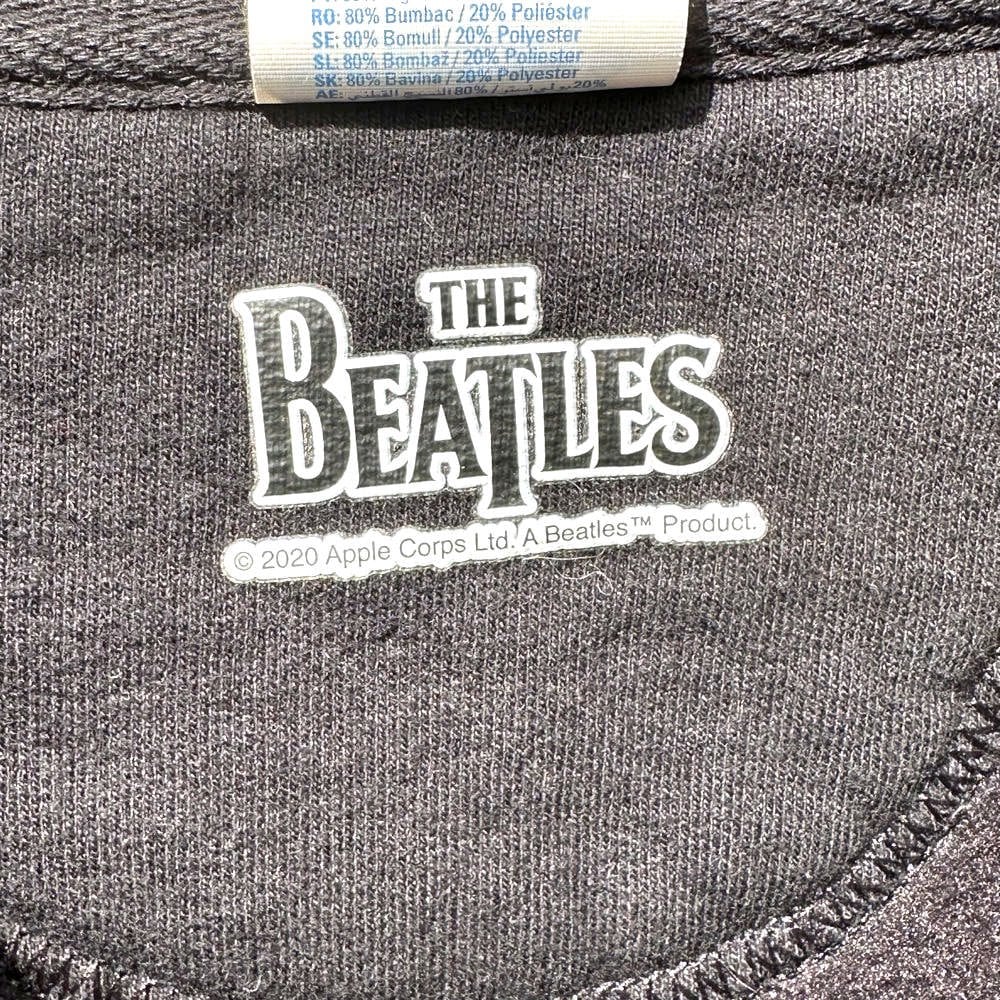 RO: 80% Bumbac / 20% Poliéster
SE: 80% Bomull / 20% Polyester
SL: 80% Bombaž / 20% Poliester
SK: 80% Bavlna / 20% Polyester
AE:
THE
BEATLES
© 2020 Apple Corps Ltd. A Beatles™ Product.